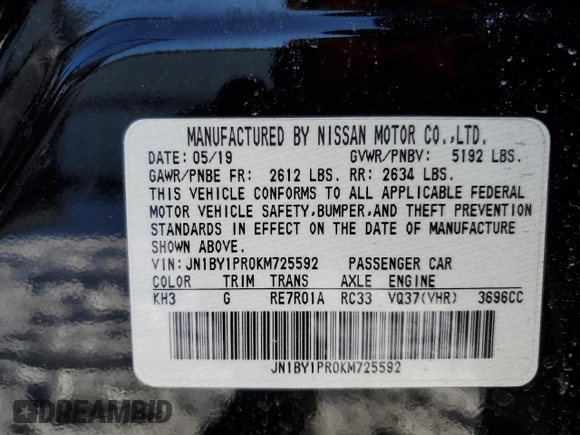 MANUFACTURED BY NISSAN MOTOR CO.,LTD.
DATE: 05/19 GVWR/PNBV: 5192 LBS.
GAWR/PNBE FR: 2612 LBS. RR: 2634 LBS.
THIS VEHICLE CONFORMS TO ALL APPLICABLE FEDERAL
MOTOR VEHICLE SAFETY,BUMPER,AND THEFT PREVENTION
STANDARDS IN EFFECT ON THE DATE OF MANUFACTURE
SHOWN ABOVE.
VIN: JN1BY1PR0KM725592 PASSENGER CAR
COLOR TRIM TRANS AXLE ENGINE
KH3 G RE7R01A RC33 VQ37(VHR) 3696CC
JN1BY1PR0KM725592
DREAMBID